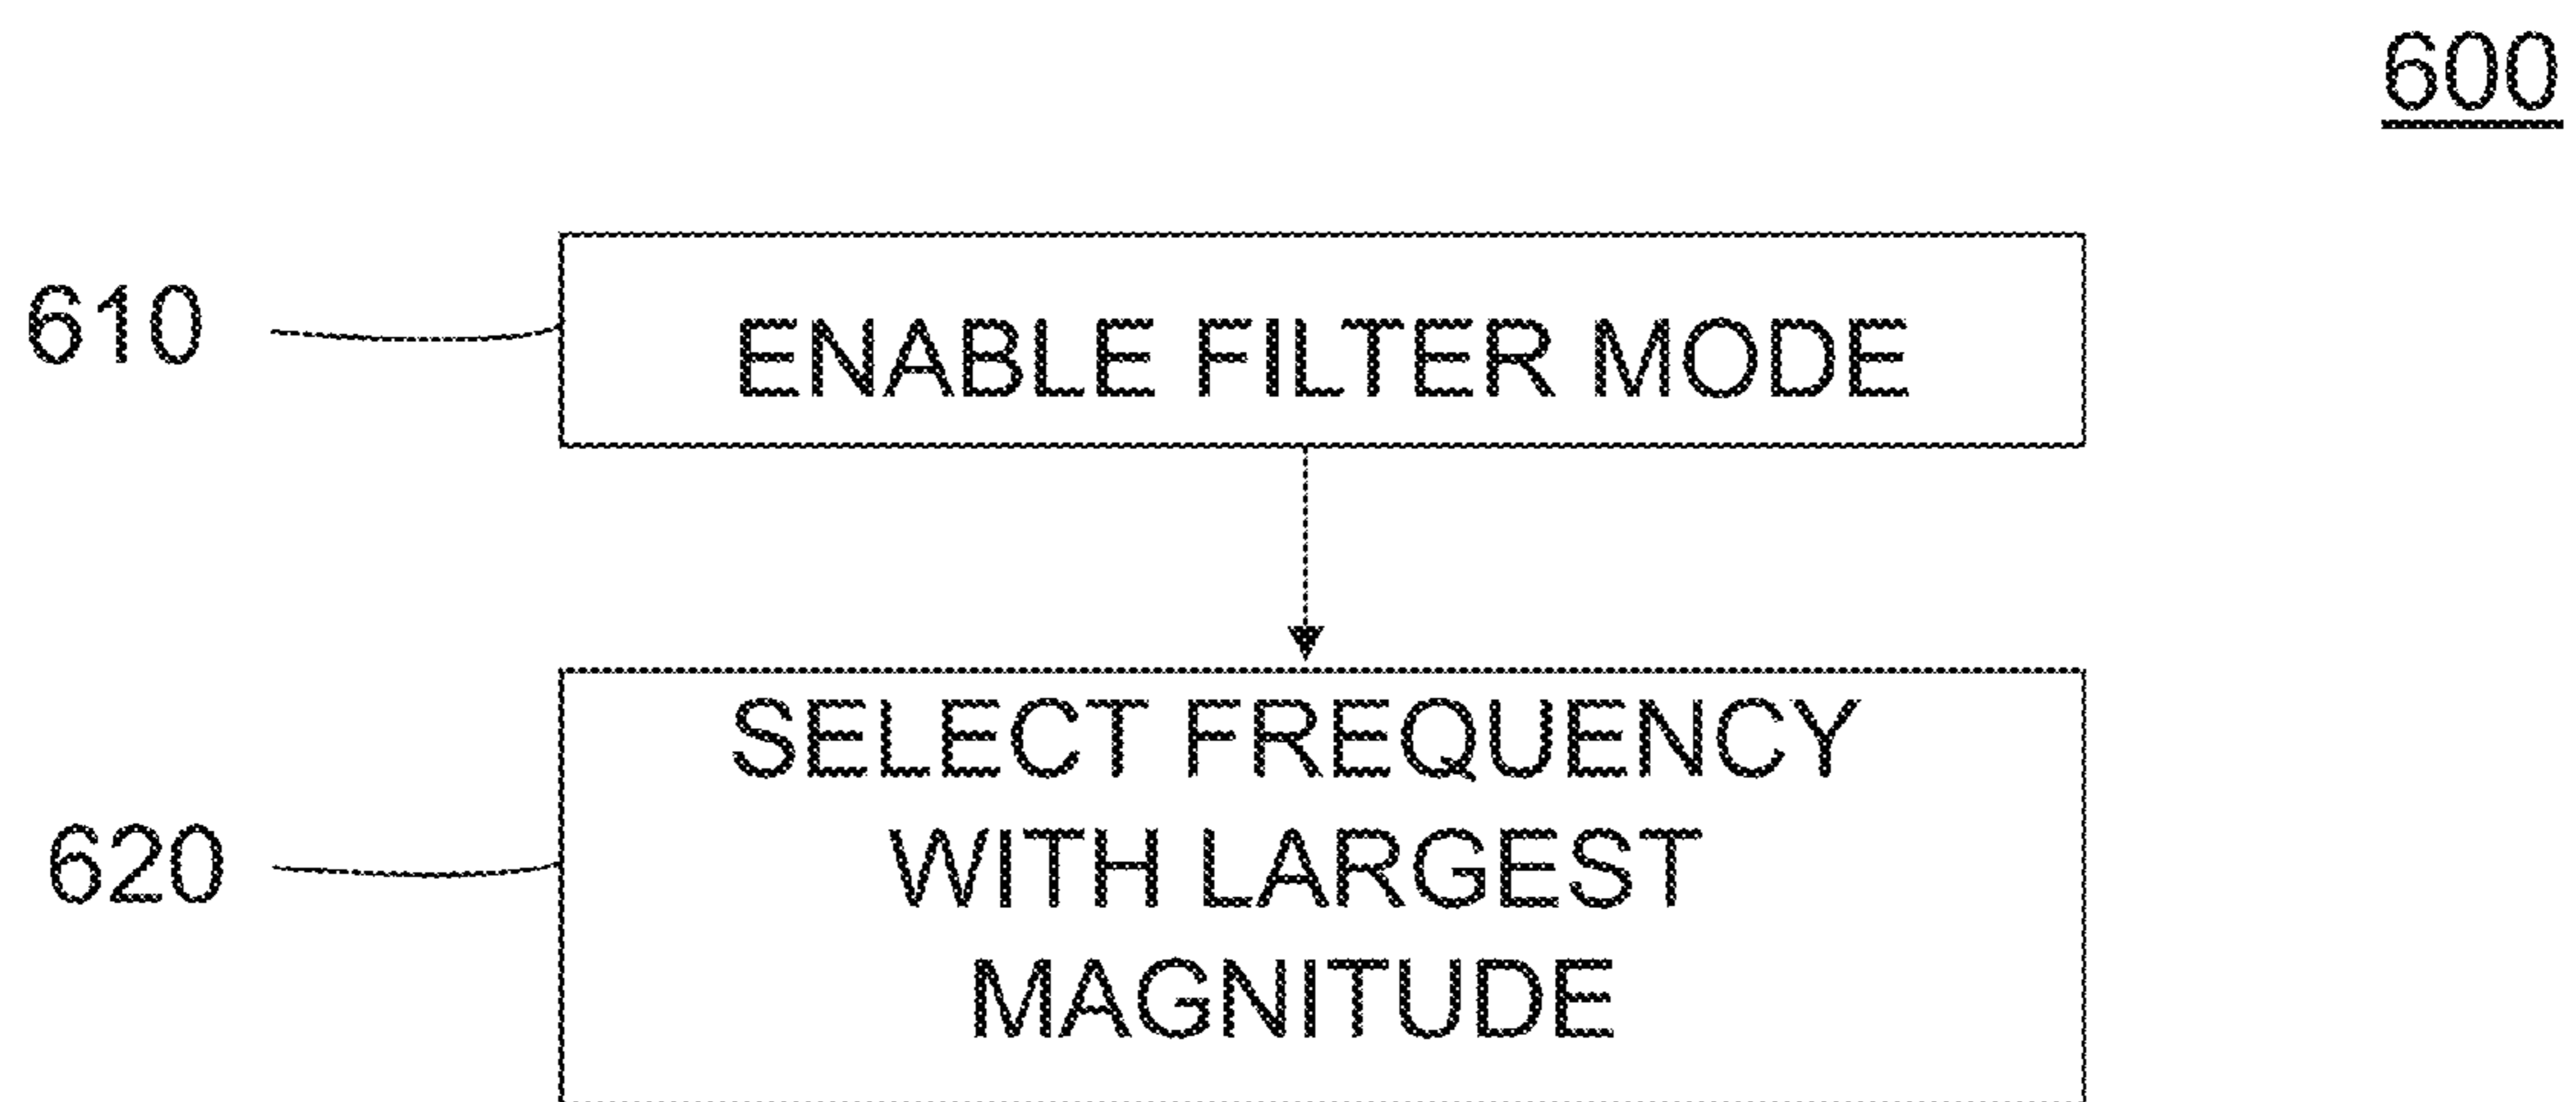 600
610
ENABLE FILTER MODE
620
SELECT FREQUENCY
WITH LARGEST
MAGNITUDE